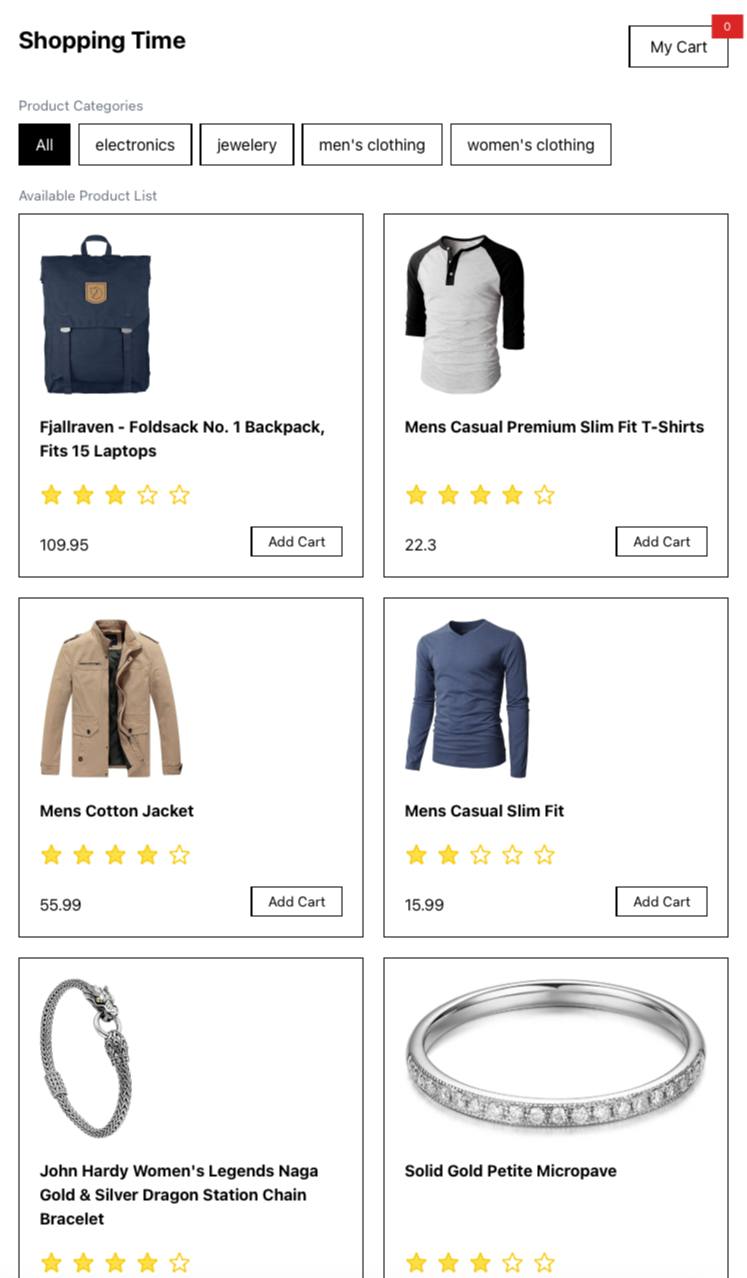 Shopping Time
0
My Cart
Product Categories
All
electronics
jewelery
men's clothing
women's clothing
Available Product List
Fjallraven - Foldsack No. 1 Backpack,
Fits 15 Laptops
109.95
Add Cart
Mens Casual Premium Slim Fit T-Shirts
22.3
Add Cart
Mens Cotton Jacket
55.99
Add Cart
Mens Casual Slim Fit
15.99
Add Cart
John Hardy Women's Legends Naga
Gold & Silver Dragon Station Chain
Bracelet
Solid Gold Petite Micropave